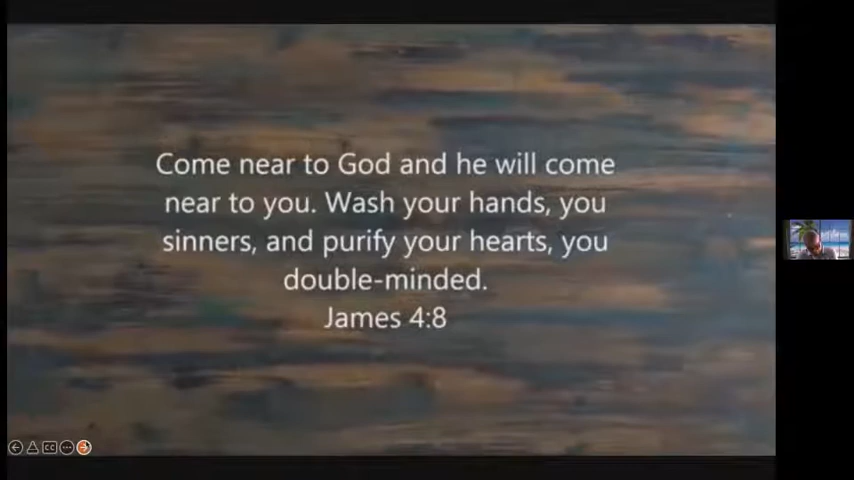 Come near to God and he will come
near to you. Wash your hands, you
sinners, and purify your hearts, you
double-minded.
James 4:8